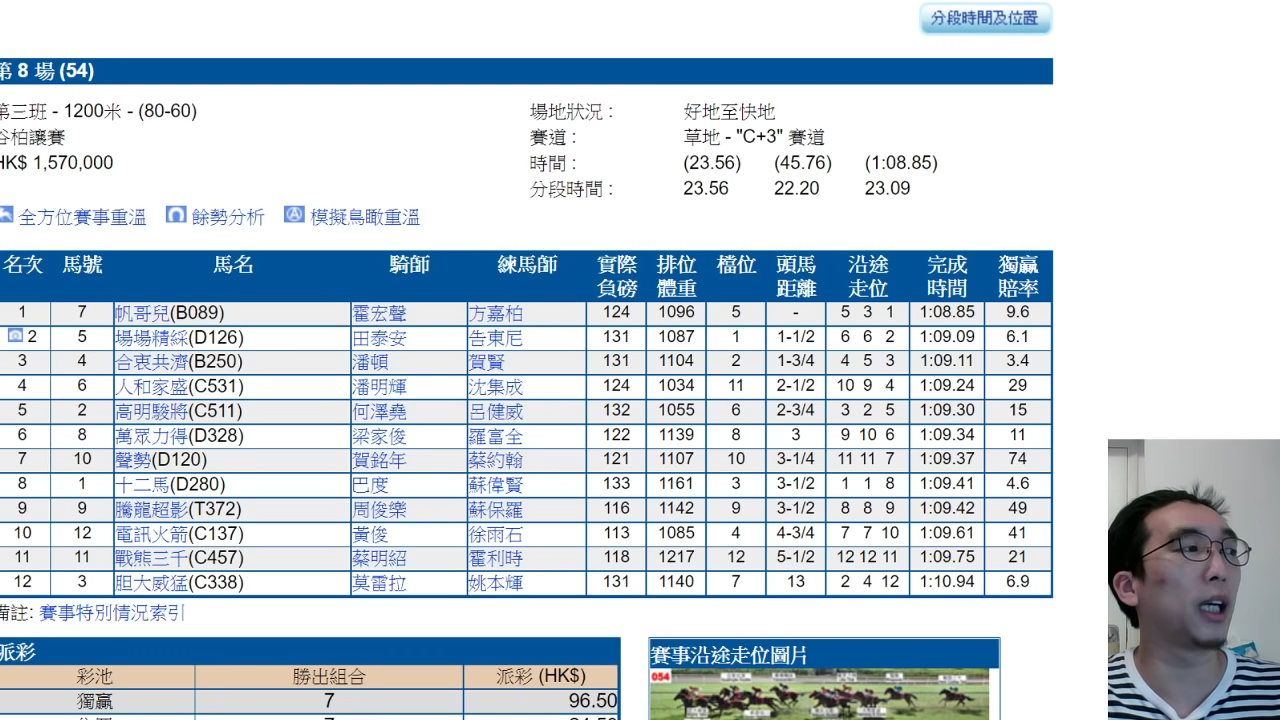 分段時間及位置
第 8 場 (54)
第三班 - 1200米 - (80-60)
場地狀況 :
好地至快地
谷柏讓賽
賽道 :
草地 - "C+3" 賽道
HK$ 1,570,000
時間 :
(23.56) (45.76) (1:08.85)
分段時間 :
23.56 22.20 23.09
全方位賽事重溫 餘勢分析 模擬鳥瞰重溫
名次 馬號 馬名 騎師 練馬師 實際負磅 排位體重 檔位 頭馬距離 沿途走位 完成時間 獨贏賠率
1 7 帆哥兒(B089) 霍宏聲 方嘉柏 124 1096 5 - 5 3 1 1:08.85 9.6
2 5 場場精綵(D126) 田泰安 告東尼 131 1087 1 1-1/2 6 6 2 1:09.09 6.1
3 4 合衷共濟(B250) 潘頓 賀賢 131 1104 2 1-3/4 4 5 3 1:09.11 3.4
4 6 人和家盛(C531) 潘明輝 沈集成 124 1034 11 2-1/2 10 9 4 1:09.24 29
5 2 高明駿將(C511) 何澤堯 呂健威 132 1055 6 2-3/4 3 2 5 1:09.30 15
6 8 萬眾力得(D328) 梁家俊 羅富全 122 1139 8 3 9 10 6 1:09.34 11
7 10 聲勢(D120) 賀銘年 蔡約翰 121 1107 10 3-1/4 11 11 7 1:09.37 74
8 1 十二馬(D280) 巴度 蘇偉賢 133 1161 3 3-1/2 1 1 8 1:09.41 4.6
9 9 騰龍超影(T372) 周俊樂 蘇保羅 116 1142 9 3-1/2 8 8 9 1:09.42 49
10 12 電訊火箭(C137) 黃俊 徐雨石 113 1085 4 4-3/4 7 7 10 1:09.61 41
11 11 戰熊三千(C457) 蔡明紹 霍利時 118 1217 12 5-1/2 12 12 11 1:09.75 21
12 3 胆大威猛(C338) 莫雷拉 姚本輝 131 1140 7 13 2 4 12 1:10.94 6.9
備註: 賽事特別情況索引
派彩
彩池 勝出組合 派彩 (HK$)
獨贏 7 96.50
賽事沿途走位圖片
054